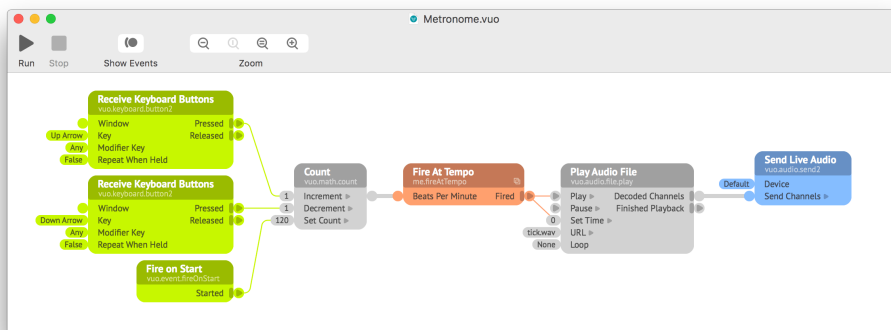 Metronome.vuo
Run Stop Show Events Zoom
Receive Keyboard Buttons
vuo.keyboard.button2
Window Pressed
Up Arrow Key Released
Any Modifier Key
False Repeat When Held
Receive Keyboard Buttons
vuo.keyboard.button2
Window Pressed
Down Arrow Key Released
Any Modifier Key
False Repeat When Held
Fire on Start
vuo.event.fireOnStart
Started
Count
vuo.math.count
1 Increment
1 Decrement
120 Set Count
Fire At Tempo
me.fireAtTempo
Beats Per Minute Fired
Play Audio File
vuo.audio.file.play
Play Decoded Channels
Pause Finished Playback
0 Set Time
tick.wav URL
None Loop
Send Live Audio
vuo.audio.send2
Default Device
Send Channels